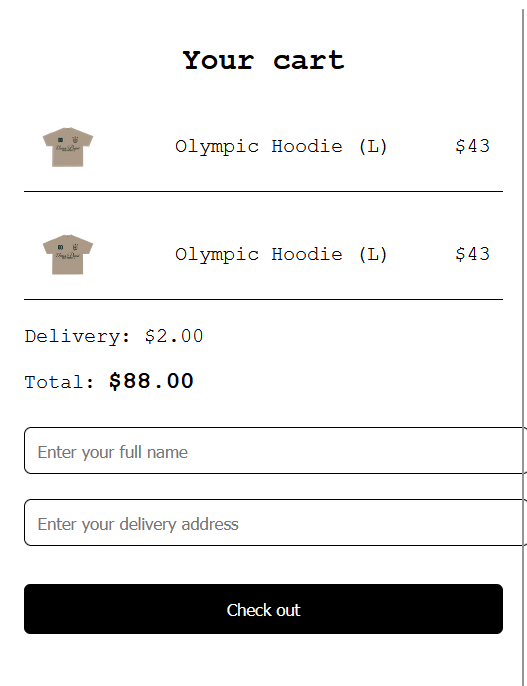 Your cart
Olympic Hoodie (L) $43
Olympic Hoodie (L) $43
Delivery: $2.00
Total: $88.00
Enter your full name
Enter your delivery address
Check out